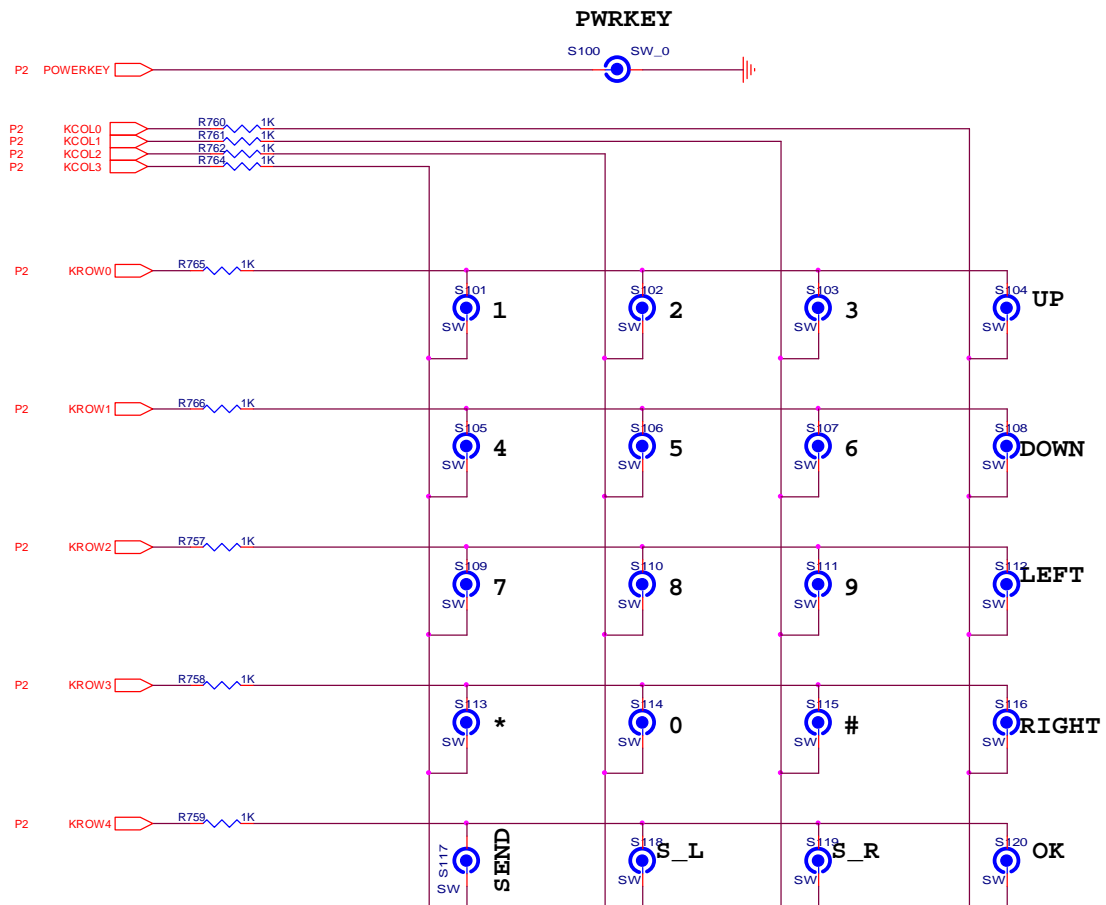 PWRKEY
S100 SW_0
P2 POWERKEY
P2 KCOL0 R760 1K
P2 KCOL1 R761 1K
P2 KCOL2 R762 1K
P2 KCOL3 R764 1K
P2 KROW0 R765 1K
S101 S102 S103 S104 UP
1 2 3
SW SW SW SW
P2 KROW1 R766 1K
S105 S106 S107 S108
4 5 6 DOWN
SW SW SW SW
P2 KROW2 R757 1K
S109 S110 S111 S112 LEFT
7 8 9
SW SW SW SW
P2 KROW3 R758 1K
S113 S114 S115 S116
* 0 # RIGHT
SW SW SW SW
P2 KROW4 R759 1K
S117 SEND S118 S_L S119 S_R S120 OK
SW SW SW SW